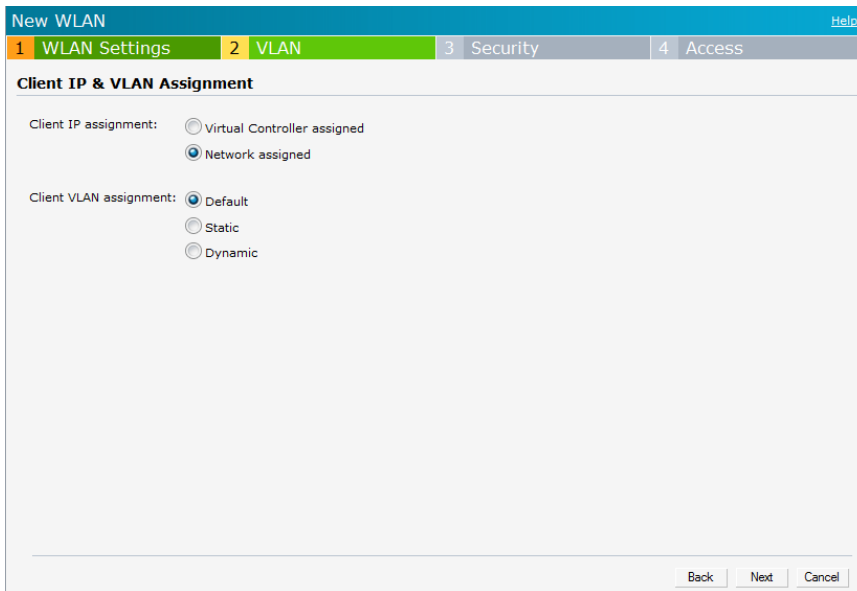 New WLAN Help
1 WLAN Settings 2 VLAN 3 Security 4 Access
Client IP & VLAN Assignment
Client IP assignment: Virtual Controller assigned
Network assigned
Client VLAN assignment: Default
Static
Dynamic
Back Next Cancel